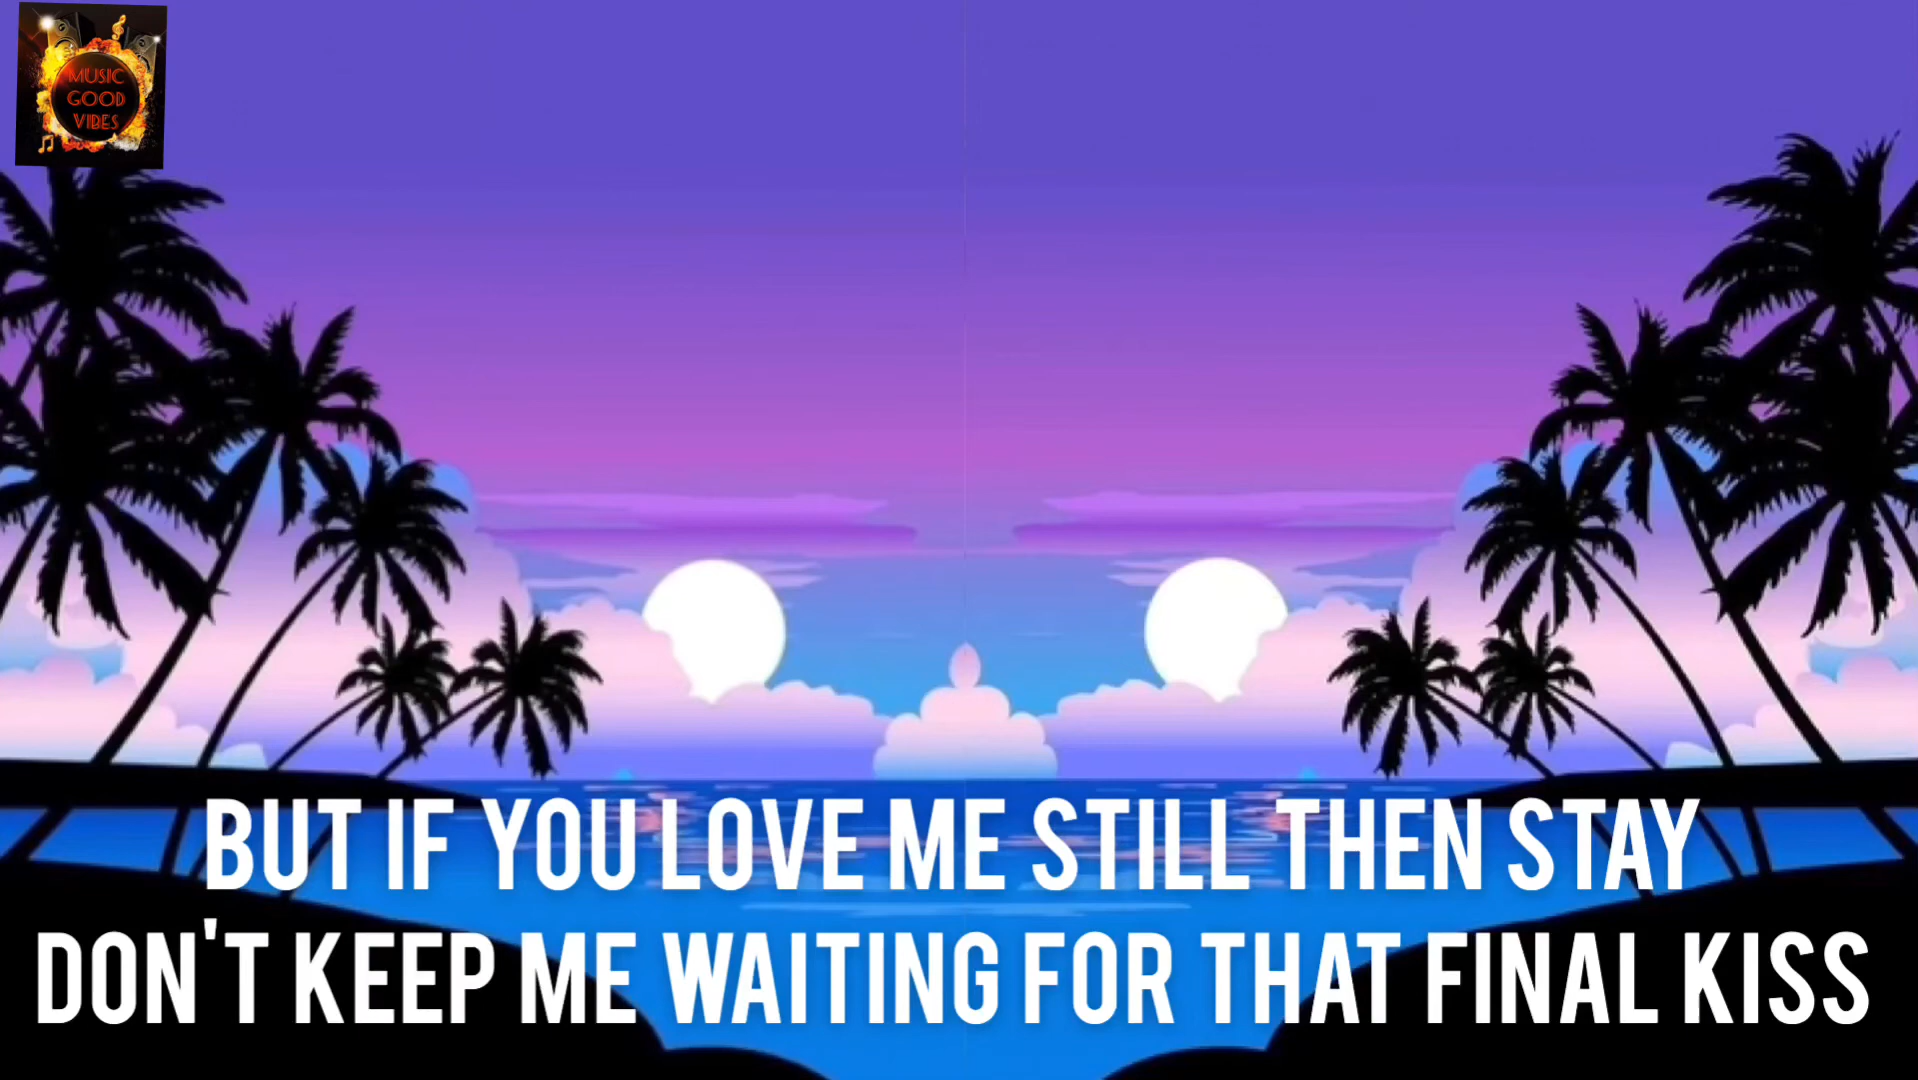 MUSIC
GOOD
VIBES
BUT IF YOU LOVE ME STILL THEN STAY
DON'T KEEP ME WAITING FOR THAT FINAL KISS